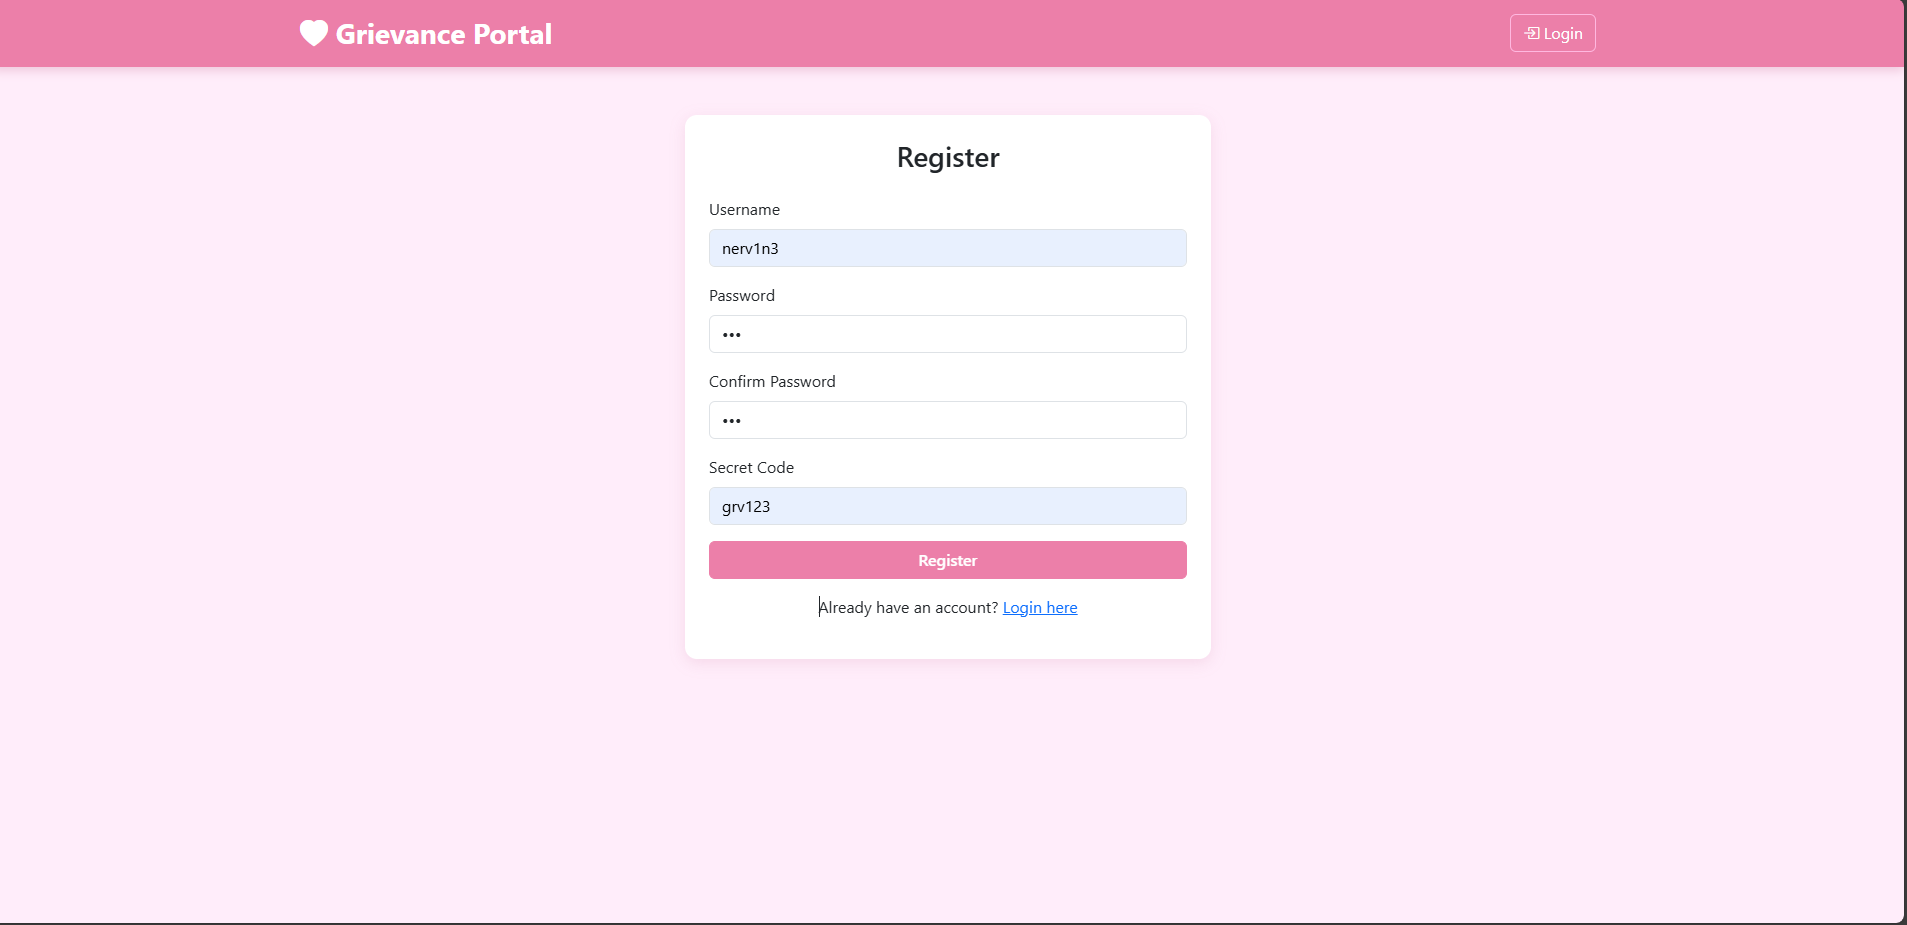 Grievance Portal
Login
Register
Username
nerv1n3
Password
•••
Confirm Password
•••
Secret Code
grv123
Register
Already have an account? Login here